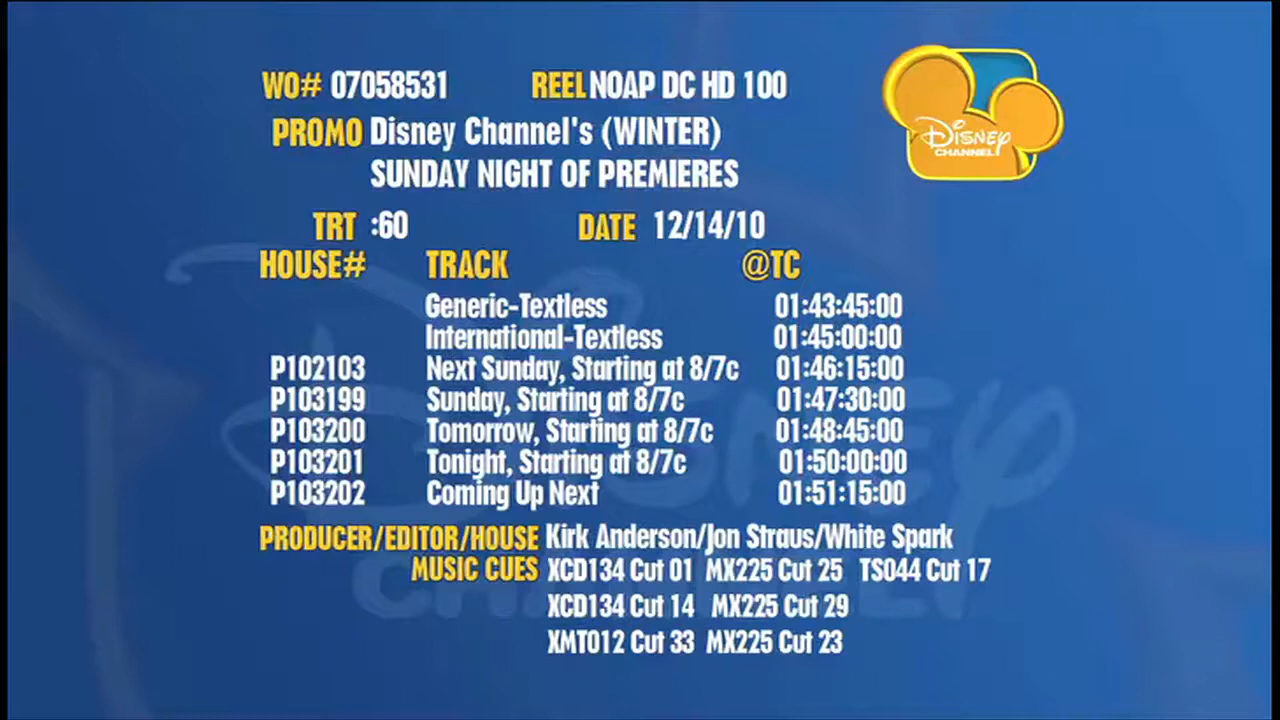 WO# 07058531 REEL NOAP DC HD 100
PROMO Disney Channel's (WINTER)
SUNDAY NIGHT OF PREMIERES
DISNEY
CHANNEL
TRT :60 DATE 12/14/10
HOUSE# TRACK @TC
Generic-Textless 01:43:45:00
International-Textless 01:45:00:00
P102103 Next Sunday, Starting at 8/7c 01:46:15:00
P103199 Sunday, Starting at 8/7c 01:47:30:00
P103200 Tomorrow, Starting at 8/7c 01:48:45:00
P103201 Tonight, Starting at 8/7c 01:50:00:00
P103202 Coming Up Next 01:51:15:00
PRODUCER/EDITOR/HOUSE Kirk Anderson/Jon Straus/White Spark
MUSIC CUES XCD134 Cut 01 MX225 Cut 25 TS044 Cut 17
XCD134 Cut 14 MX225 Cut 29
XMT012 Cut 33 MX225 Cut 23
DISNEY
CHANNEL